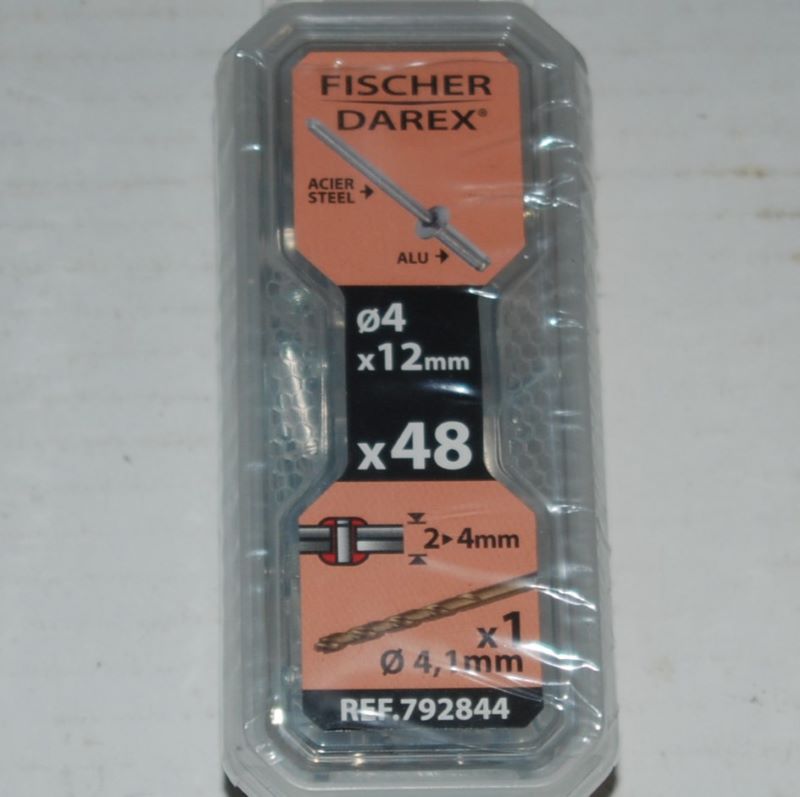 FISCHER
DAREX®
ACIER
STEEL
ALU
Ø4
x12mm
x48
2▸4mm
x1
Ø 4,1mm
REF.792844